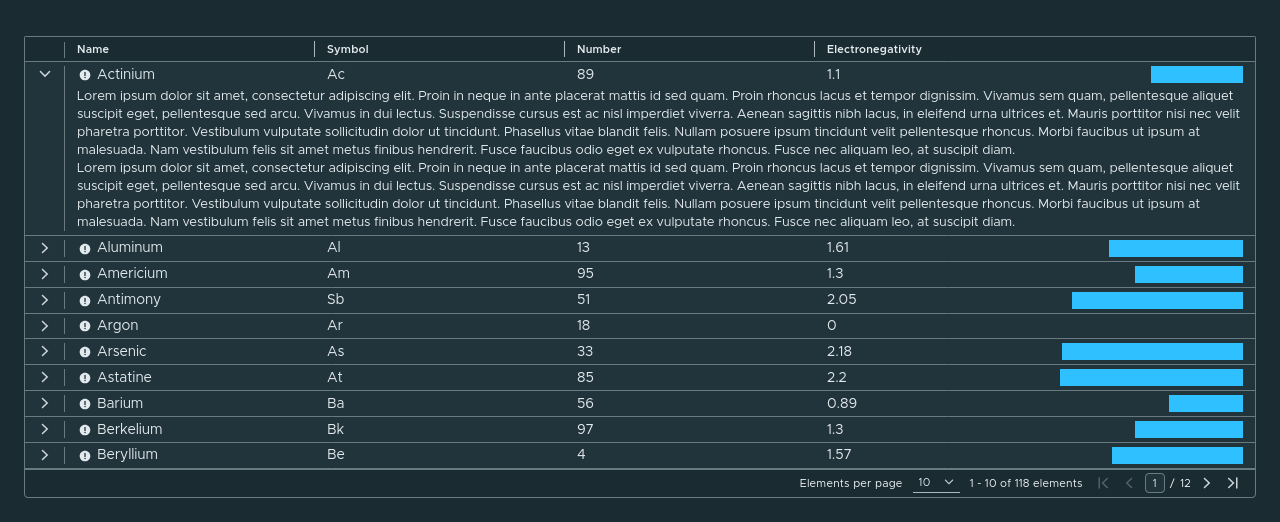 Name Symbol Number Electronegativity
Actinium Ac 89 1.1
Lorem ipsum dolor sit amet, consectetur adipiscing elit. Proin in neque in ante placerat mattis id sed quam. Proin rhoncus lacus et tempor dignissim. Vivamus sem quam, pellentesque aliquet
suscipit eget, pellentesque sed arcu. Vivamus in dui lectus. Suspendisse cursus est ac nisl imperdiet viverra. Aenean sagittis nibh lacus, in eleifend urna ultrices et. Mauris porttitor nisi nec velit
pharetra porttitor. Vestibulum vulputate sollicitudin dolor ut tincidunt. Phasellus vitae blandit felis. Nullam posuere ipsum tincidunt velit pellentesque rhoncus. Morbi faucibus ut ipsum at
malesuada. Nam vestibulum felis sit amet metus finibus hendrerit. Fusce faucibus odio eget ex vulputate rhoncus. Fusce nec aliquam leo, at suscipit diam.
Lorem ipsum dolor sit amet, consectetur adipiscing elit. Proin in neque in ante placerat mattis id sed quam. Proin rhoncus lacus et tempor dignissim. Vivamus sem quam, pellentesque aliquet
suscipit eget, pellentesque sed arcu. Vivamus in dui lectus. Suspendisse cursus est ac nisl imperdiet viverra. Aenean sagittis nibh lacus, in eleifend urna ultrices et. Mauris porttitor nisi nec velit
pharetra porttitor. Vestibulum vulputate sollicitudin dolor ut tincidunt. Phasellus vitae blandit felis. Nullam posuere ipsum tincidunt velit pellentesque rhoncus. Morbi faucibus ut ipsum at
malesuada. Nam vestibulum felis sit amet metus finibus hendrerit. Fusce faucibus odio eget ex vulputate rhoncus. Fusce nec aliquam leo, at suscipit diam.
Aluminum Al 13 1.61
Americium Am 95 1.3
Antimony Sb 51 2.05
Argon Ar 18 0
Arsenic As 33 2.18
Astatine At 85 2.2
Barium Ba 56 0.89
Berkelium Bk 97 1.3
Beryllium Be 4 1.57
Elements per page 10 1 - 10 of 118 elements 1 / 12